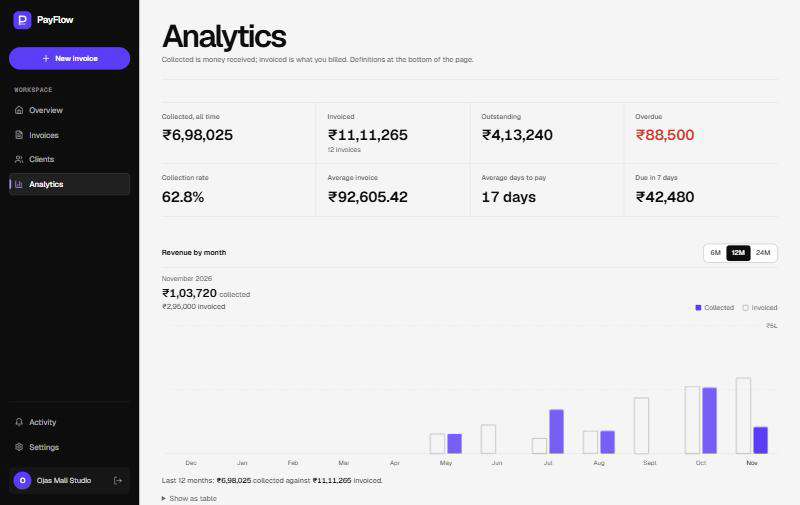 PayFlow
+ New invoice
WORKSPACE
Overview
Invoices
Clients
Analytics
Activity
Settings
O Ojas Mali Studio
Analytics
Collected is money received; invoiced is what you billed. Definitions at the bottom of the page.
Collected, all time
₹6,98,025
Invoiced
₹11,11,265
12 invoices
Outstanding
₹4,13,240
Overdue
₹88,500
Collection rate
62.8%
Average invoice
₹92,605.42
Average days to pay
17 days
Due in 7 days
₹42,480
Revenue by month
6M 12M 24M
November 2026
₹1,03,720 collected
₹2,95,000 invoiced
Collected Invoiced
₹5L
Dec Jan Feb Mar Apr May Jun Jul Aug Sept Oct Nov
Last 12 months: ₹6,98,025 collected against ₹11,11,265 invoiced.
Show as table